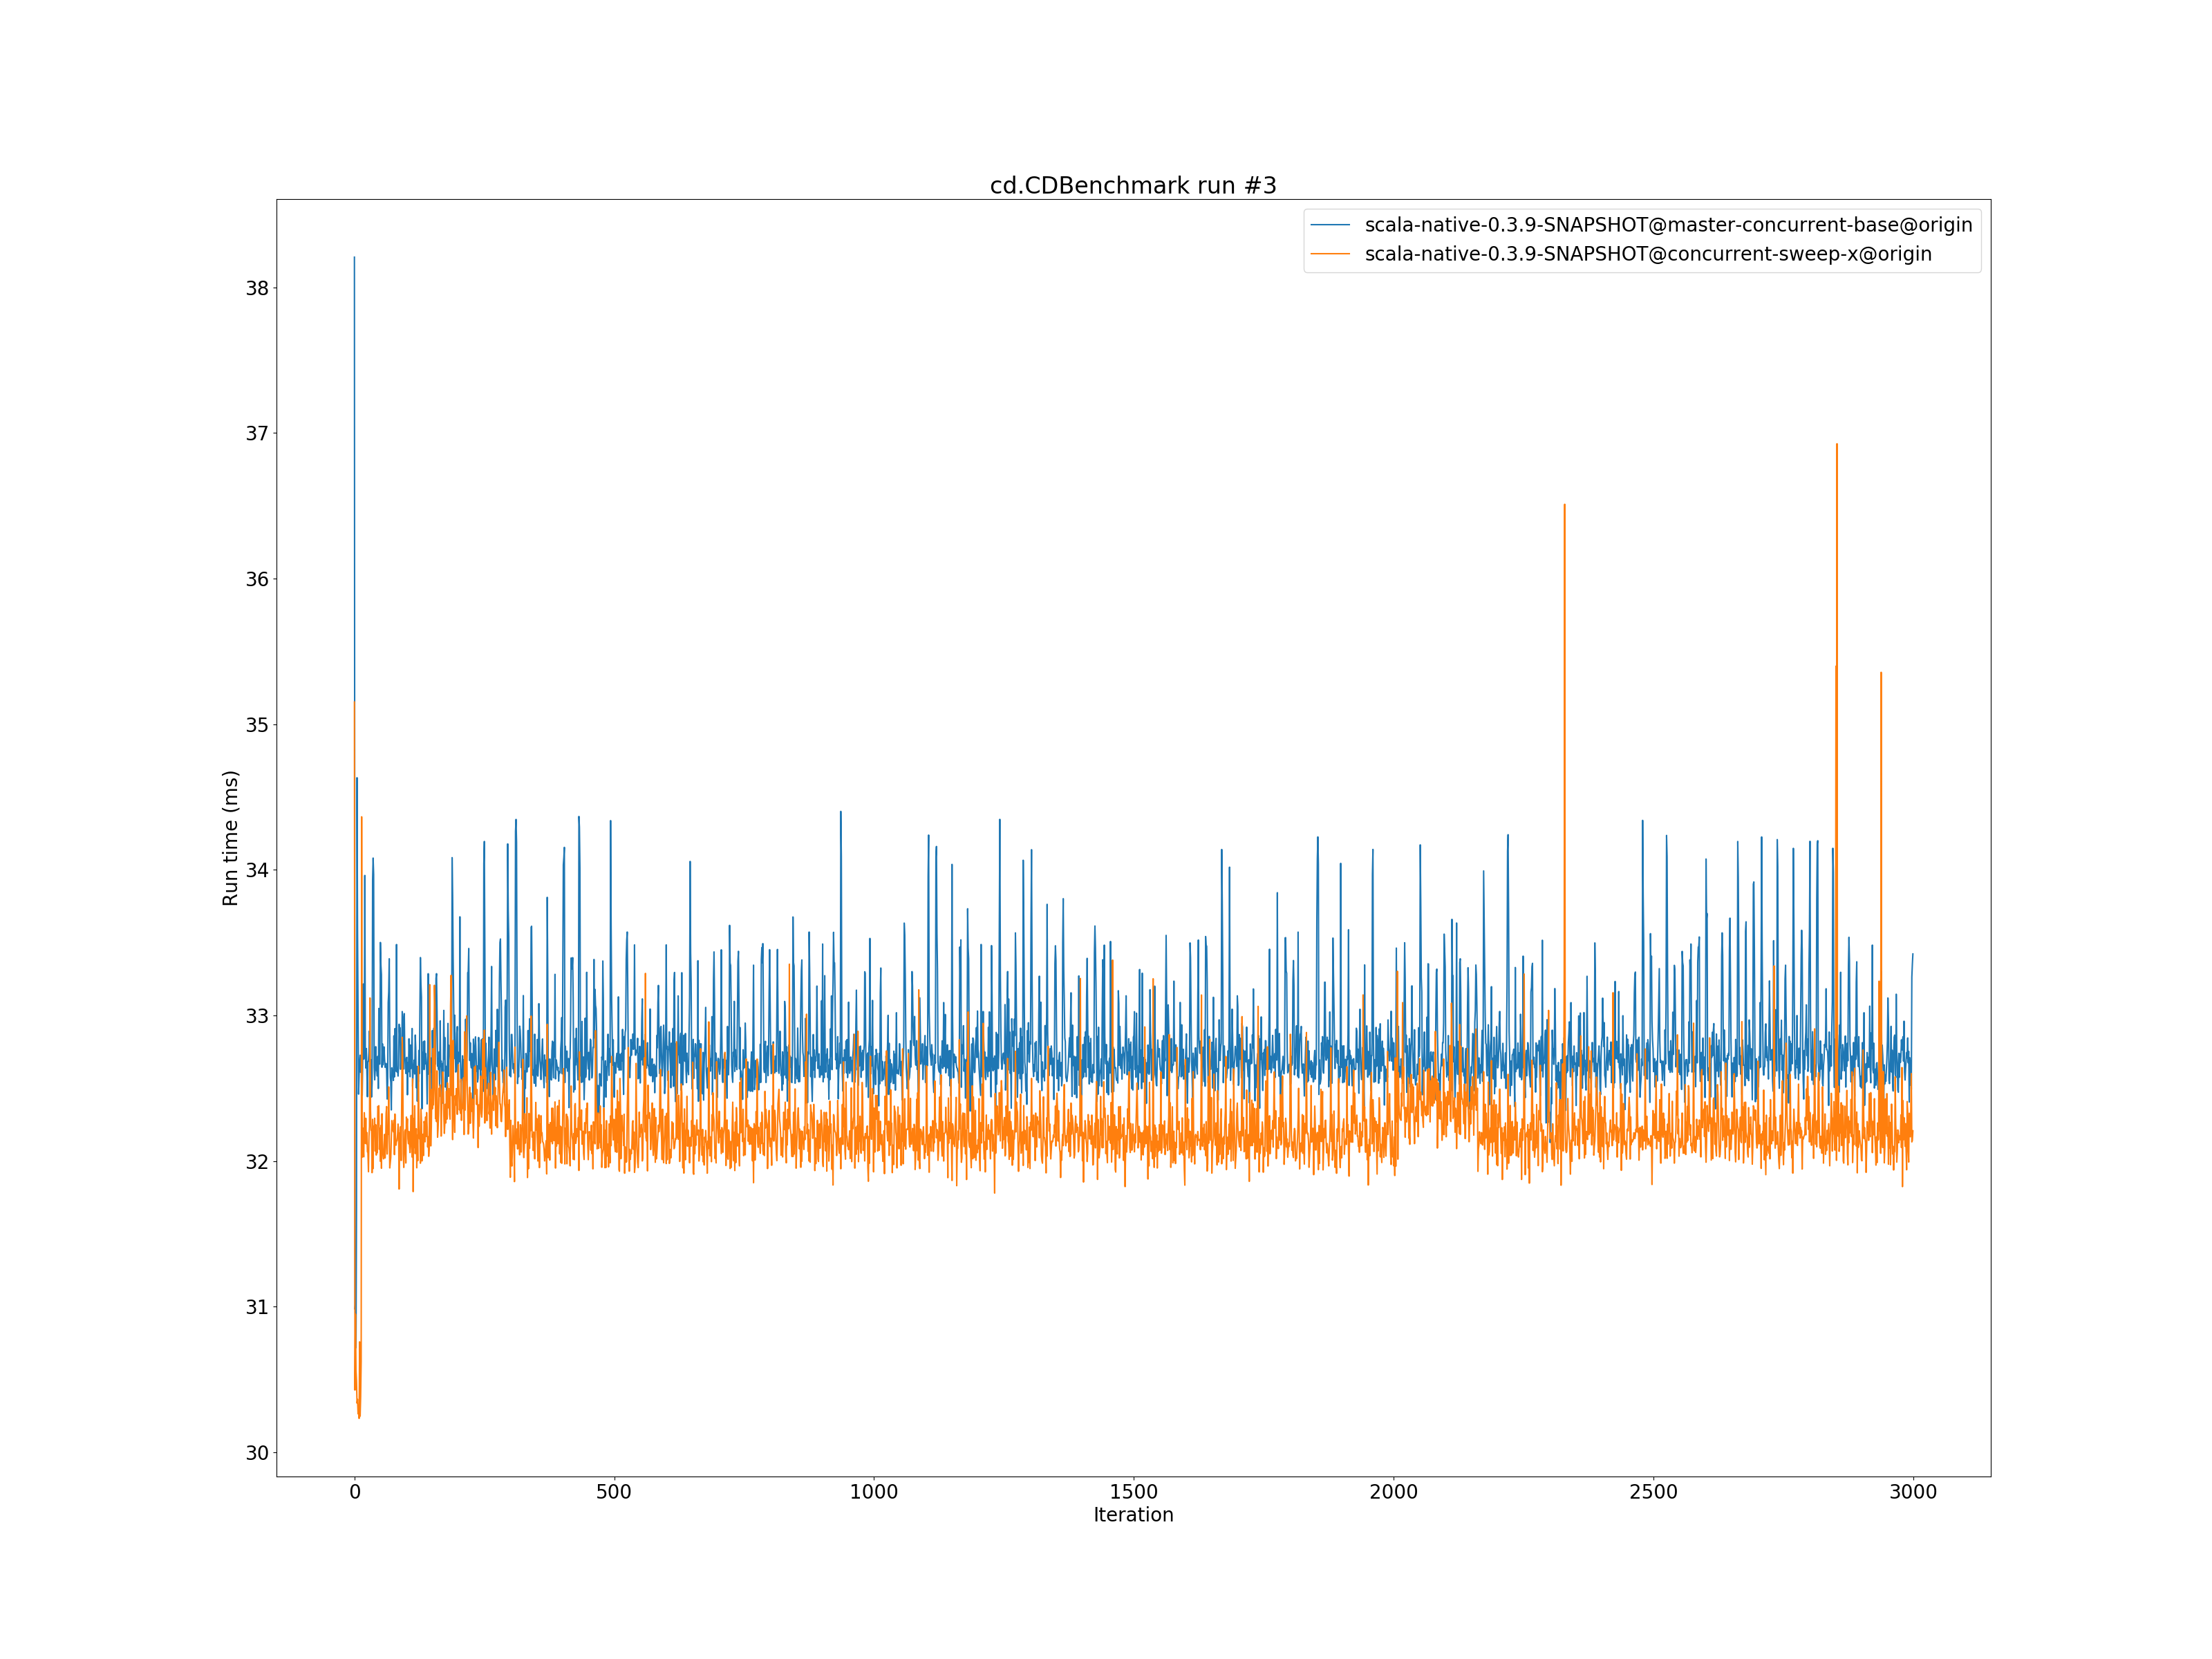 cd.CDBenchmark run #3
scala-native-0.3.9-SNAPSHOT@master-concurrent-base@origin
scala-native-0.3.9-SNAPSHOT@concurrent-sweep-x@origin
Run time (ms)
38
37
36
35
34
33
32
31
30
0 500 1000 1500 2000 2500 3000
Iteration